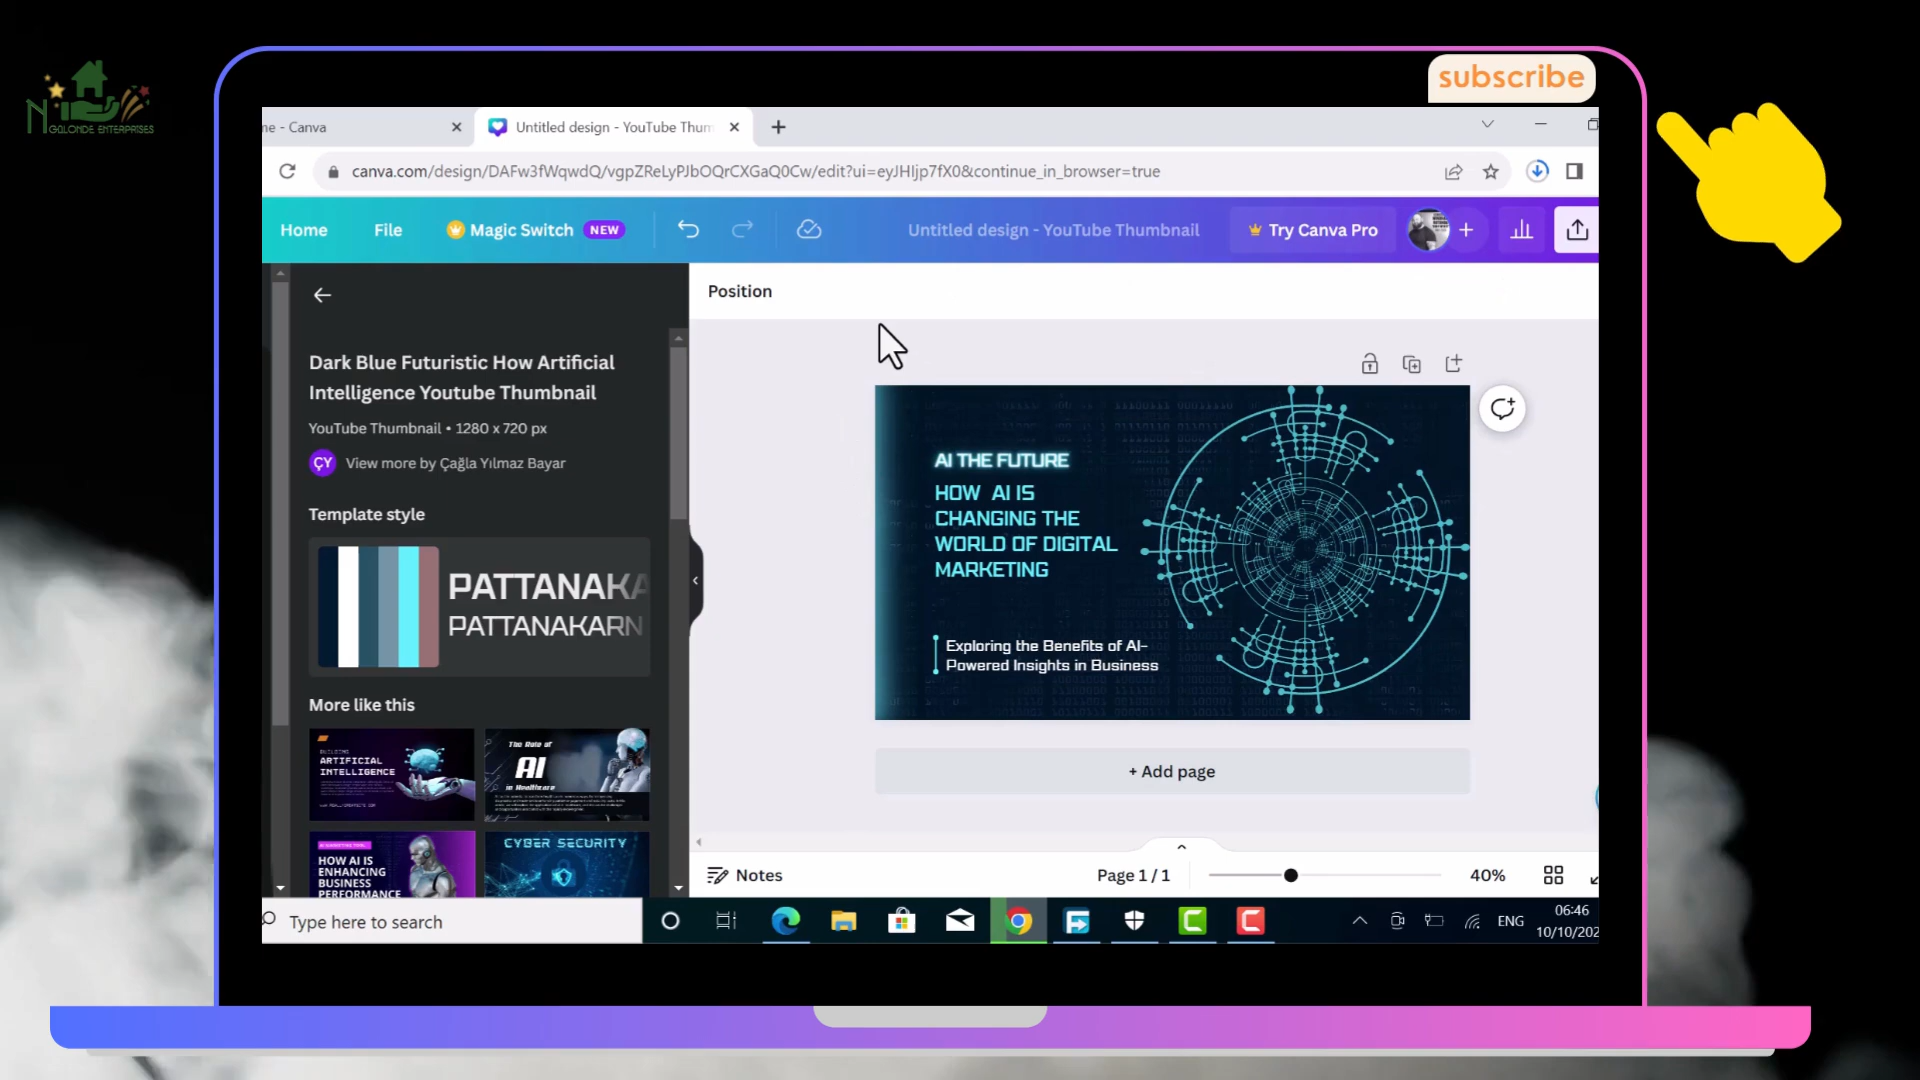 subscribe
N GOLONDE ENTERPRISES
me - Canva
Untitled design - YouTube Thum
canva.com/design/DAFw3fWqwdQ/vgpZReLyPJbOQrCXGaQ0Cw/edit?ui=eyJHIjp7fX0&continue_in_browser=true
Home
File
Magic Switch
NEW
Untitled design - YouTube Thumbnail
Try Canva Pro
Position
Dark Blue Futuristic How Artificial
Intelligence Youtube Thumbnail
YouTube Thumbnail • 1280 x 720 px
ÇY
View more by Çağla Yılmaz Bayar
Template style
PATTANAKA
PATTANAKARN
More like this
BUILDING
ARTIFICIAL
INTELLIGENCE
The Role of
AI
in Healthcare
HOW AI IS
ENHANCING
BUSINESS
PERFORMANCE
CYBER SECURITY
AI THE FUTURE
HOW AI IS
CHANGING THE
WORLD OF DIGITAL
MARKETING
Exploring the Benefits of AI-
Powered Insights in Business
+ Add page
Notes
Page 1 / 1
40%
Type here to search
ENG
06:46
10/10/202